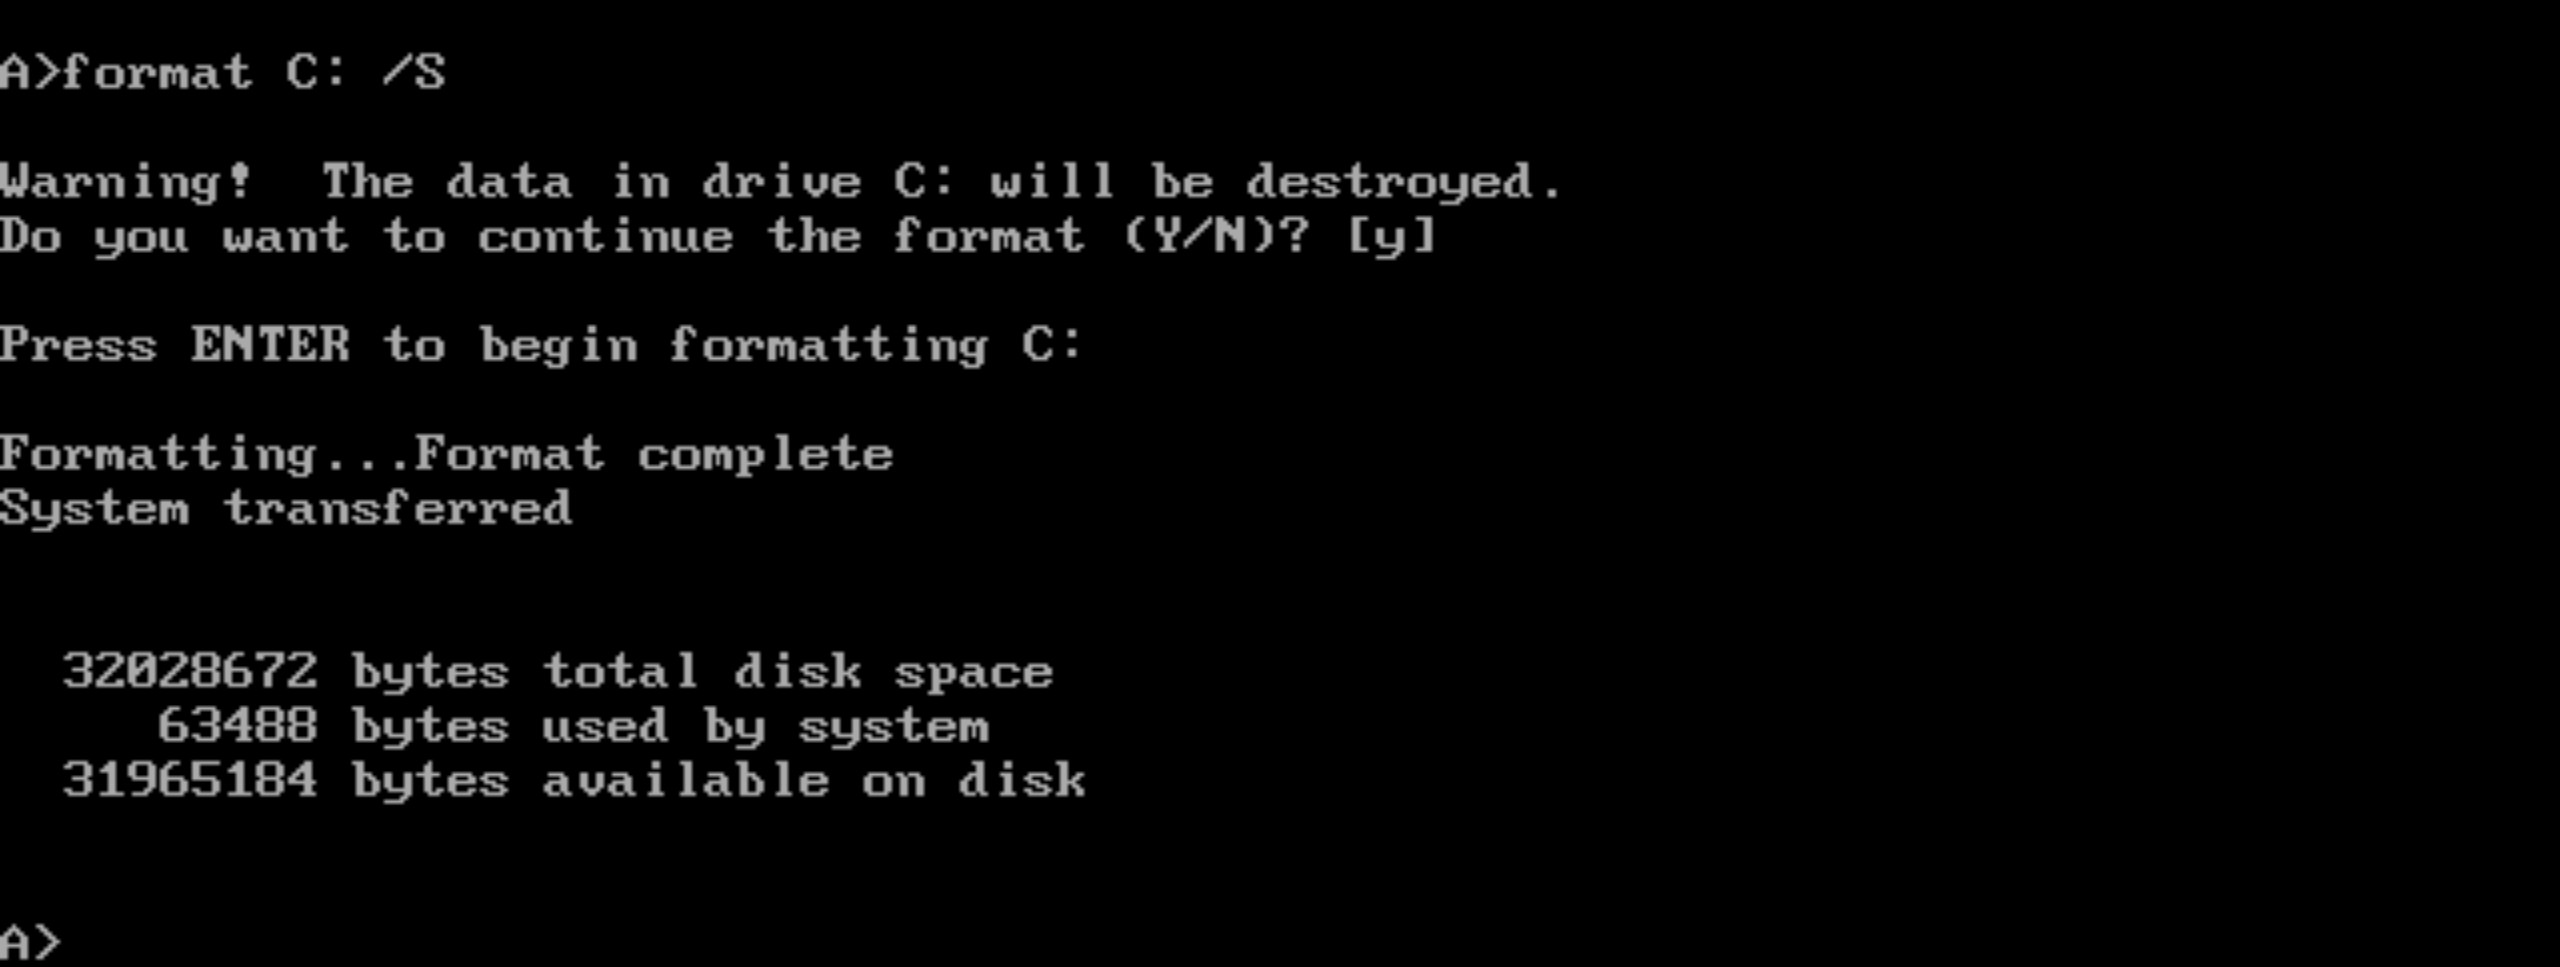 A>format C: /S
Warning!  The data in drive C: will be destroyed.
Do you want to continue the format (Y/N)? [y]
Press ENTER to begin formatting C:
Formatting...Format complete
System transferred
32028672 bytes total disk space
63488 bytes used by system
31965184 bytes available on disk
A>